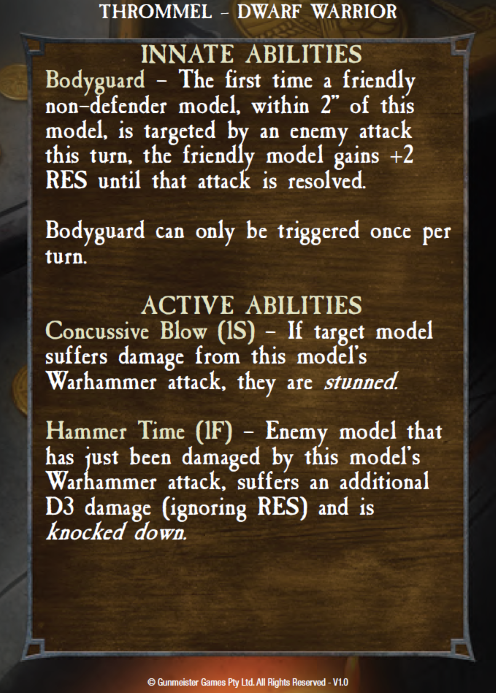 THROMMEL – DWARF WARRIOR
INNATE ABILITIES
Bodyguard – The first time a friendly
non-defender model, within 2" of this
model, is targeted by an enemy attack
this turn, the friendly model gains +2
RES until that attack is resolved.
Bodyguard can only be triggered once per
turn.
ACTIVE ABILITIES
Concussive Blow (1S) – If target model
suffers damage from this model's
Warhammer attack, they are stunned.
Hammer Time (1F) – Enemy model that
has just been damaged by this model's
Warhammer attack, suffers an additional
D3 damage (ignoring RES) and is
knocked down.
© Gunmeister Games Pty Ltd. All Rights Reserved - V1.0